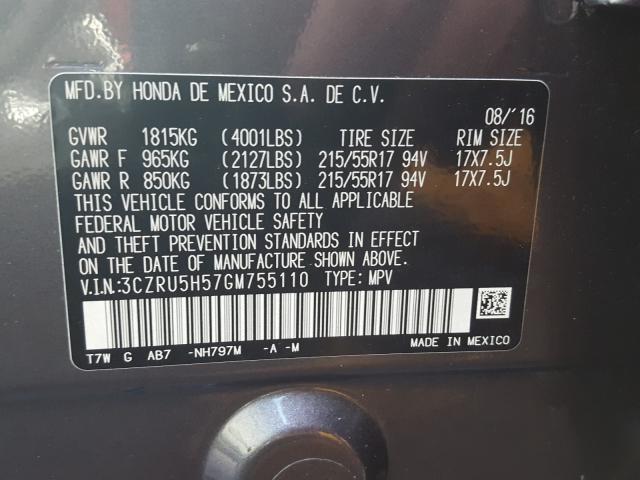 MFD.BY HONDA DE MEXICO S.A. DE C.V.
08/´16
GVWR 1815KG (4001LBS) TIRE SIZE RIM SIZE
GAWR F 965KG (2127LBS) 215/55R17 94V 17X7.5J
GAWR R 850KG (1873LBS) 215/55R17 94V 17X7.5J
THIS VEHICLE CONFORMS TO ALL APPLICABLE
FEDERAL MOTOR VEHICLE SAFETY
AND THEFT PREVENTION STANDARDS IN EFFECT
ON THE DATE OF MANUFACTURE SHOWN ABOVE.
V.I.N.:3CZRU5H57GM755110 TYPE: MPV
T7W G AB7 -NH797M -A -M
MADE IN MEXICO